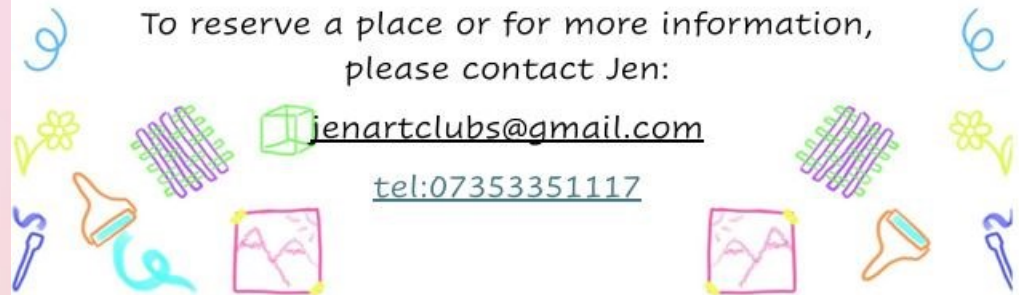 To reserve a place or for more information,
please contact Jen:
jenartclubs@gmail.com
tel:07353351117